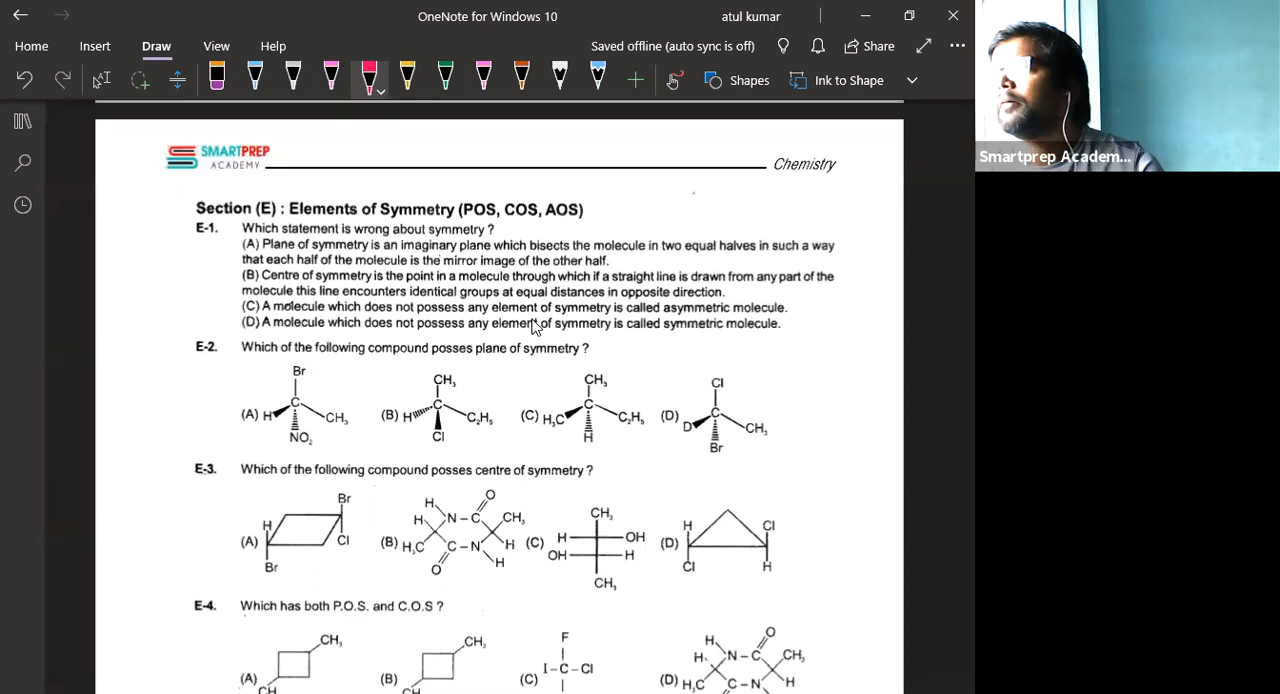 OneNote for Windows 10
atul kumar
Home Insert Draw View Help
Saved offline (auto sync is off)
Share
Shapes
Ink to Shape
Smartprep Academ...
SMARTPREP
ACADEMY
Chemistry
Section (E) : Elements of Symmetry (POS, COS, AOS)
E-1. Which statement is wrong about symmetry ?
(A) Plane of symmetry is an imaginary plane which bisects the molecule in two equal halves in such a way
that each half of the molecule is the mirror image of the other half.
(B) Centre of symmetry is the point in a molecule through which if a straight line is drawn from any part of the
molecule this line encounters identical groups at equal distances in opposite direction.
(C) A molecule which does not possess any element of symmetry is called asymmetric molecule.
(D) A molecule which does not possess any element of symmetry is called symmetric molecule.
E-2. Which of the following compound posses plane of symmetry ?
(A) Br H C CH₃ NO₂
(B) CH₃ H C C₂H₅ Cl
(C) CH₃ H₃C C C₂H₅ H
(D) Cl D C CH₃ Br
E-3. Which of the following compound posses centre of symmetry ?
(A) H Br Br Cl
(B) H O H N – C CH₃ H₃C C – N H O H
(C) CH₃ H OH OH H CH₃
(D) H Cl Cl H
E-4. Which has both P.O.S. and C.O.S ?
(A) CH₃ CH
(B) CH₃ CH
(C) F I – C – Cl
(D) H O H N – C CH₃ H₃C C – N H